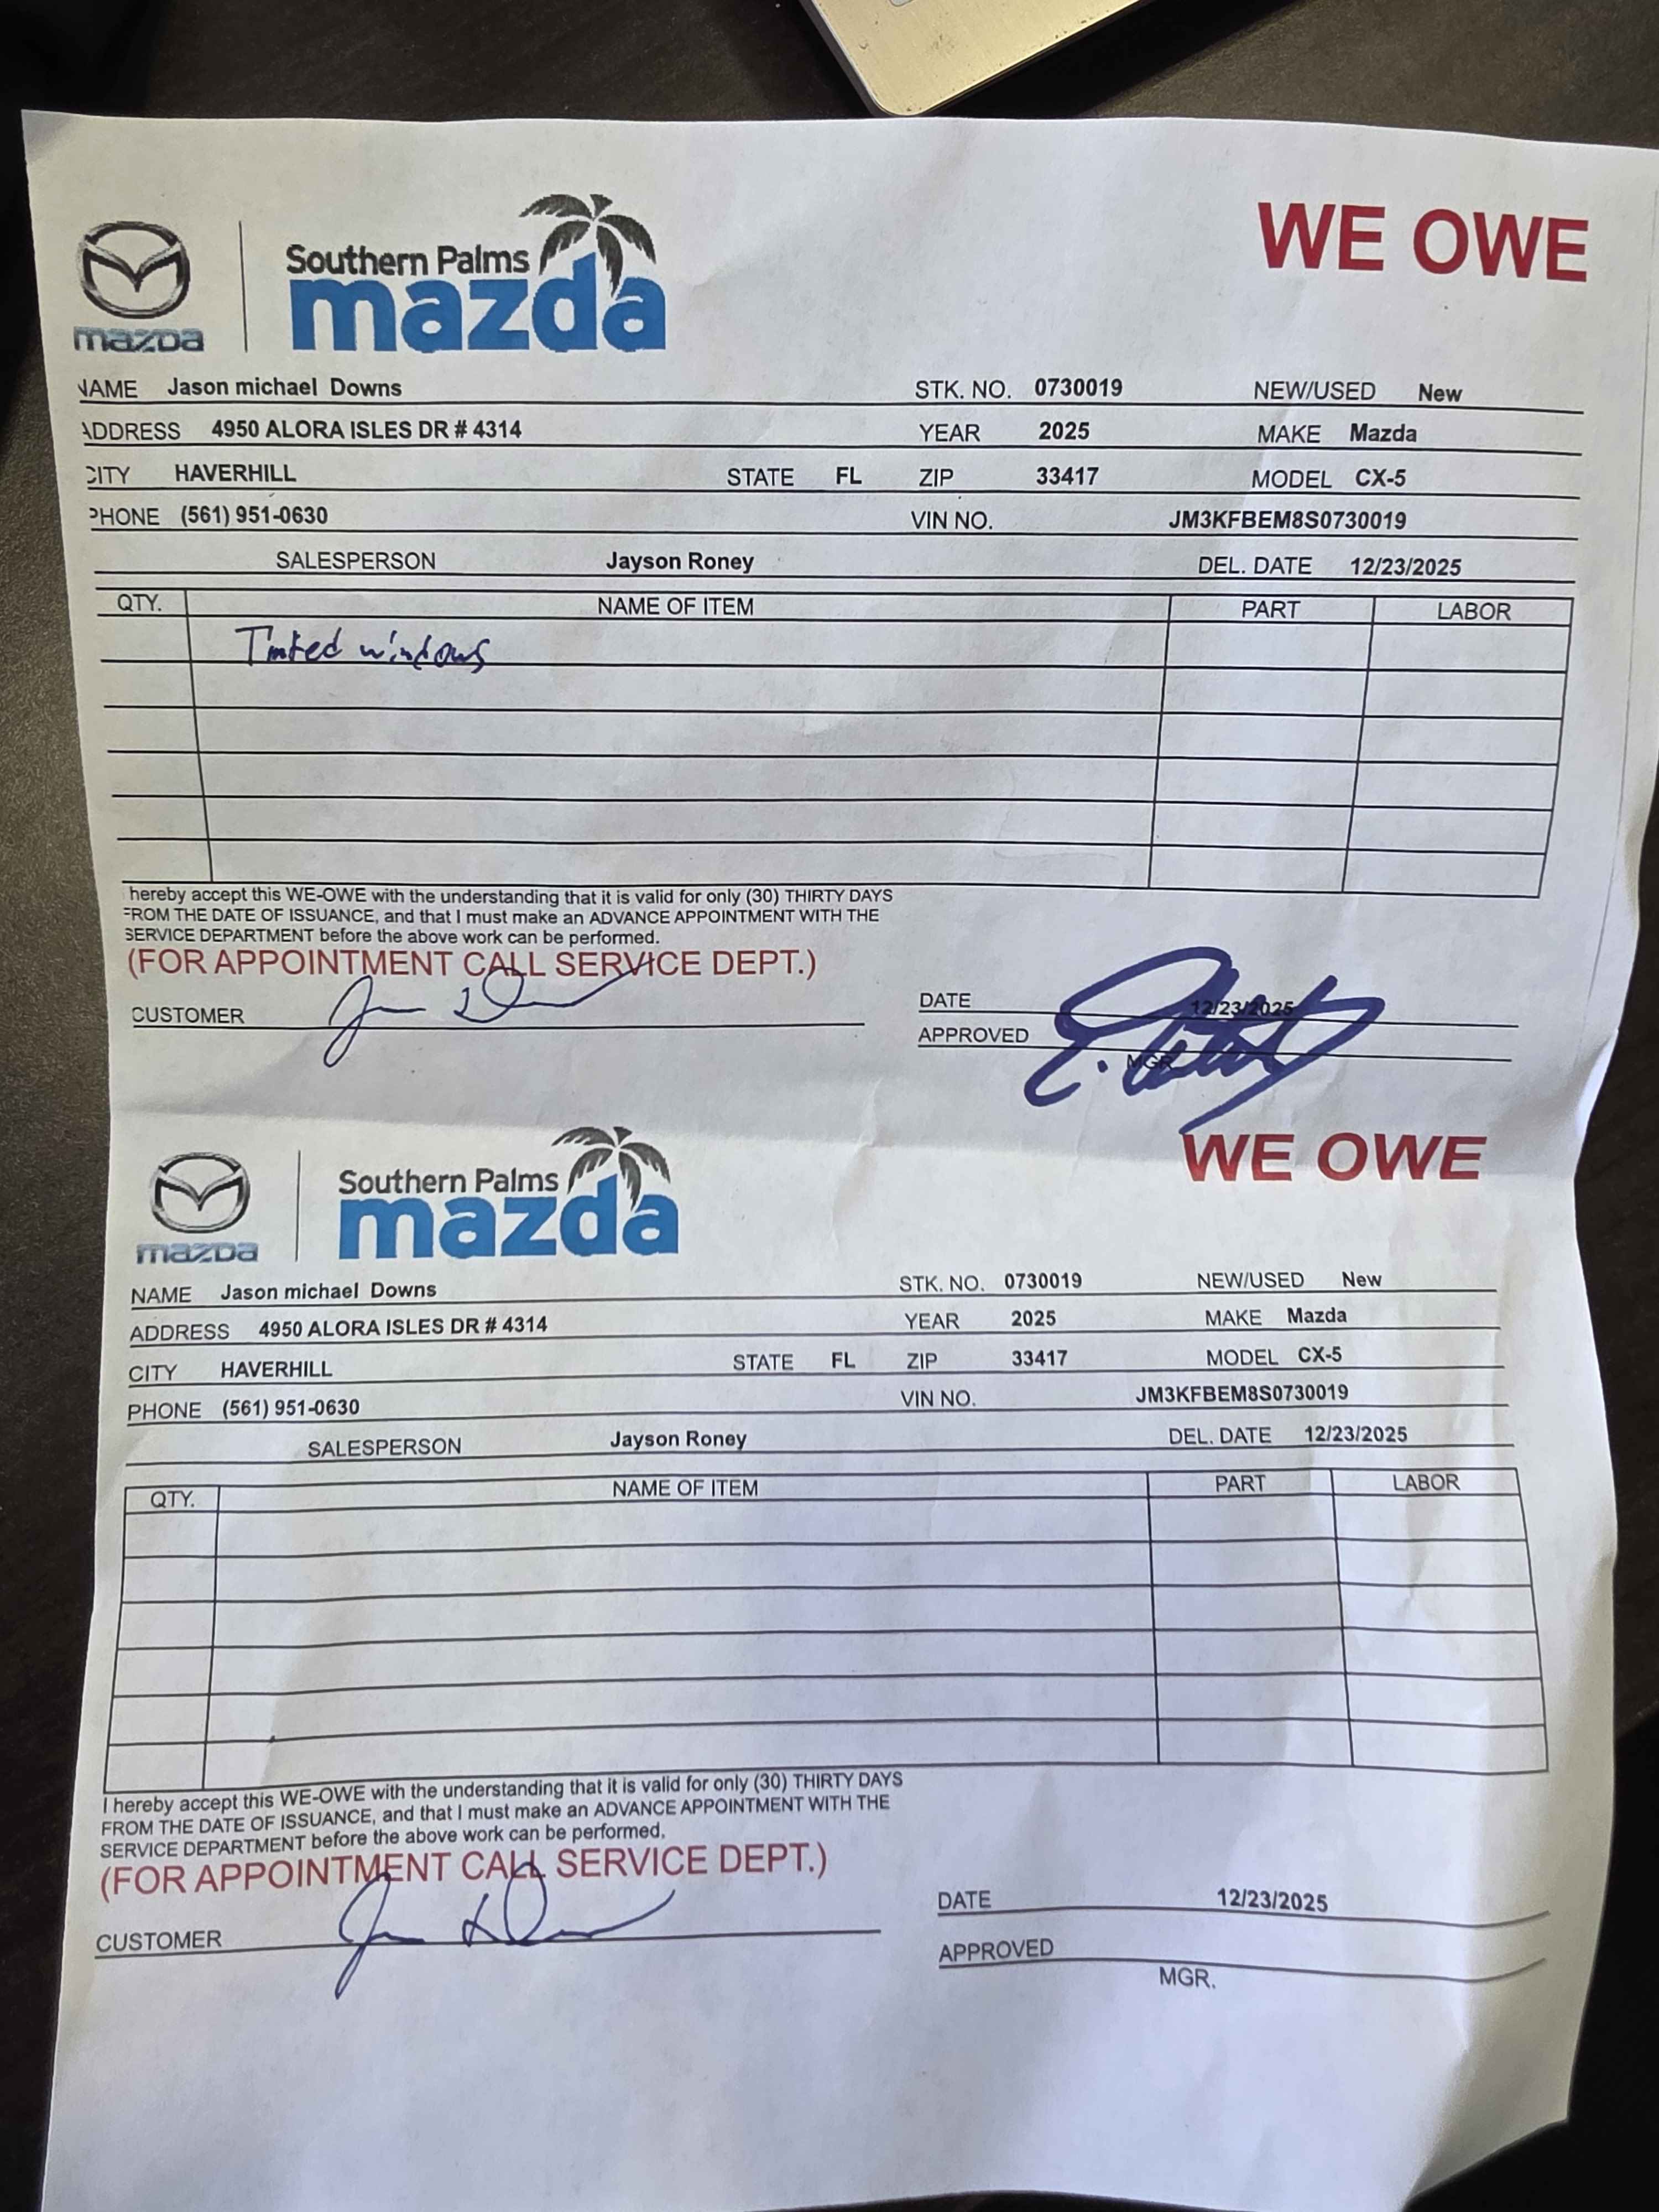 WE OWE
Southern Palms
mazda mazda
NAME Jason michael Downs STK. NO. 0730019 NEW/USED New
ADDRESS 4950 ALORA ISLES DR # 4314 YEAR 2025 MAKE Mazda
CITY HAVERHILL STATE FL ZIP 33417 MODEL CX-5
PHONE (561) 951-0630 VIN NO. JM3KFBEM8S0730019
SALESPERSON Jayson Roney DEL. DATE 12/23/2025
QTY. NAME OF ITEM PART LABOR
Tinted windows
hereby accept this WE-OWE with the understanding that it is valid for only (30) THIRTY DAYS
FROM THE DATE OF ISSUANCE, and that I must make an ADVANCE APPOINTMENT WITH THE
SERVICE DEPARTMENT before the above work can be performed.
(FOR APPOINTMENT CALL SERVICE DEPT.)
CUSTOMER DATE 12/23/2025
APPROVED
MGR.
WE OWE
Southern Palms
mazda mazda
NAME Jason michael Downs STK. NO. 0730019 NEW/USED New
ADDRESS 4950 ALORA ISLES DR # 4314 YEAR 2025 MAKE Mazda
CITY HAVERHILL STATE FL ZIP 33417 MODEL CX-5
PHONE (561) 951-0630 VIN NO. JM3KFBEM8S0730019
SALESPERSON Jayson Roney DEL. DATE 12/23/2025
QTY. NAME OF ITEM PART LABOR
I hereby accept this WE-OWE with the understanding that it is valid for only (30) THIRTY DAYS
FROM THE DATE OF ISSUANCE, and that I must make an ADVANCE APPOINTMENT WITH THE
SERVICE DEPARTMENT before the above work can be performed.
(FOR APPOINTMENT CALL SERVICE DEPT.)
CUSTOMER DATE 12/23/2025
APPROVED
MGR.